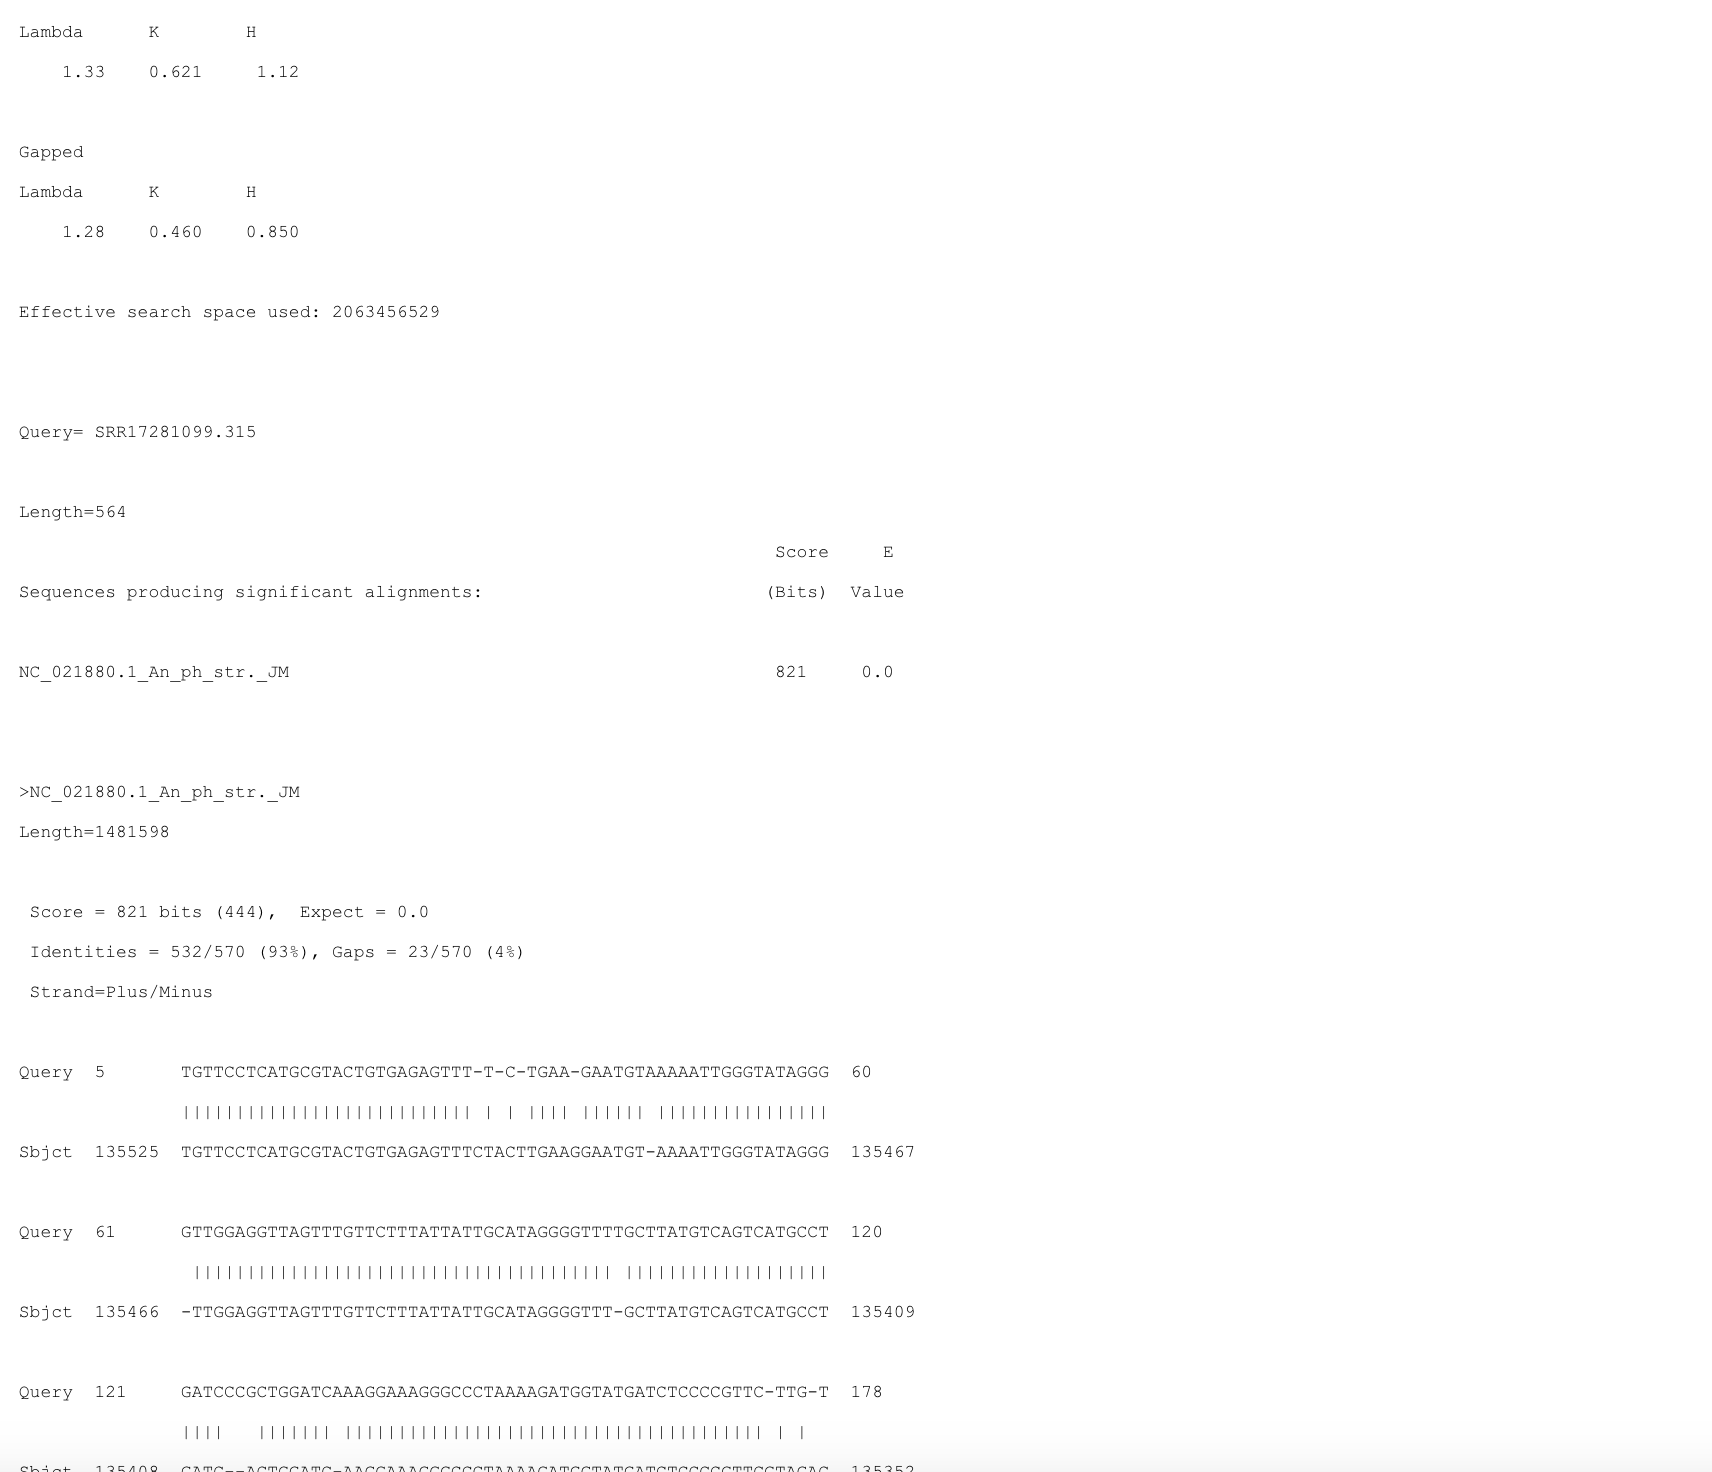 Lambda      K        H
    1.33    0.621     1.12
Gapped
Lambda      K        H
    1.28    0.460    0.850
Effective search space used: 2063456529
Query= SRR17281099.315
Length=564
                                                                      Score     E
Sequences producing significant alignments:                          (Bits)  Value
NC_021880.1_An_ph_str._JM                                             821     0.0
>NC_021880.1_An_ph_str._JM
Length=1481598
 Score = 821 bits (444),  Expect = 0.0
 Identities = 532/570 (93%), Gaps = 23/570 (4%)
 Strand=Plus/Minus
Query  5       TGTTCCTCATGCGTACTGTGAGAGTTT-T-C-TGAA-GAATGTAAAAATTGGGTATAGGG  60
               ||||||||||||||||||||||||||| | | |||| |||||| ||||||||||||||||
Sbjct  135525  TGTTCCTCATGCGTACTGTGAGAGTTTCTACTTGAAGGAATGT-AAAATTGGGTATAGGG  135467
Query  61      GTTGGAGGTTAGTTTGTTCTTTATTATTGCATAGGGGTTTTGCTTATGTCAGTCATGCCT  120
                ||||||||||||||||||||||||||||||||||||||| |||||||||||||||||||
Sbjct  135466  -TTGGAGGTTAGTTTGTTCTTTATTATTGCATAGGGGTTT-GCTTATGTCAGTCATGCCT  135409
Query  121     GATCCCGCTGGATCAAAGGAAAGGGCCCTAAAAGATGGTATGATCTCCCCGTTC-TTG-T  178
               ||||   ||||||| ||||||||||||||||||||||||||||||||||||||| | |
Sbjct  135408  135352